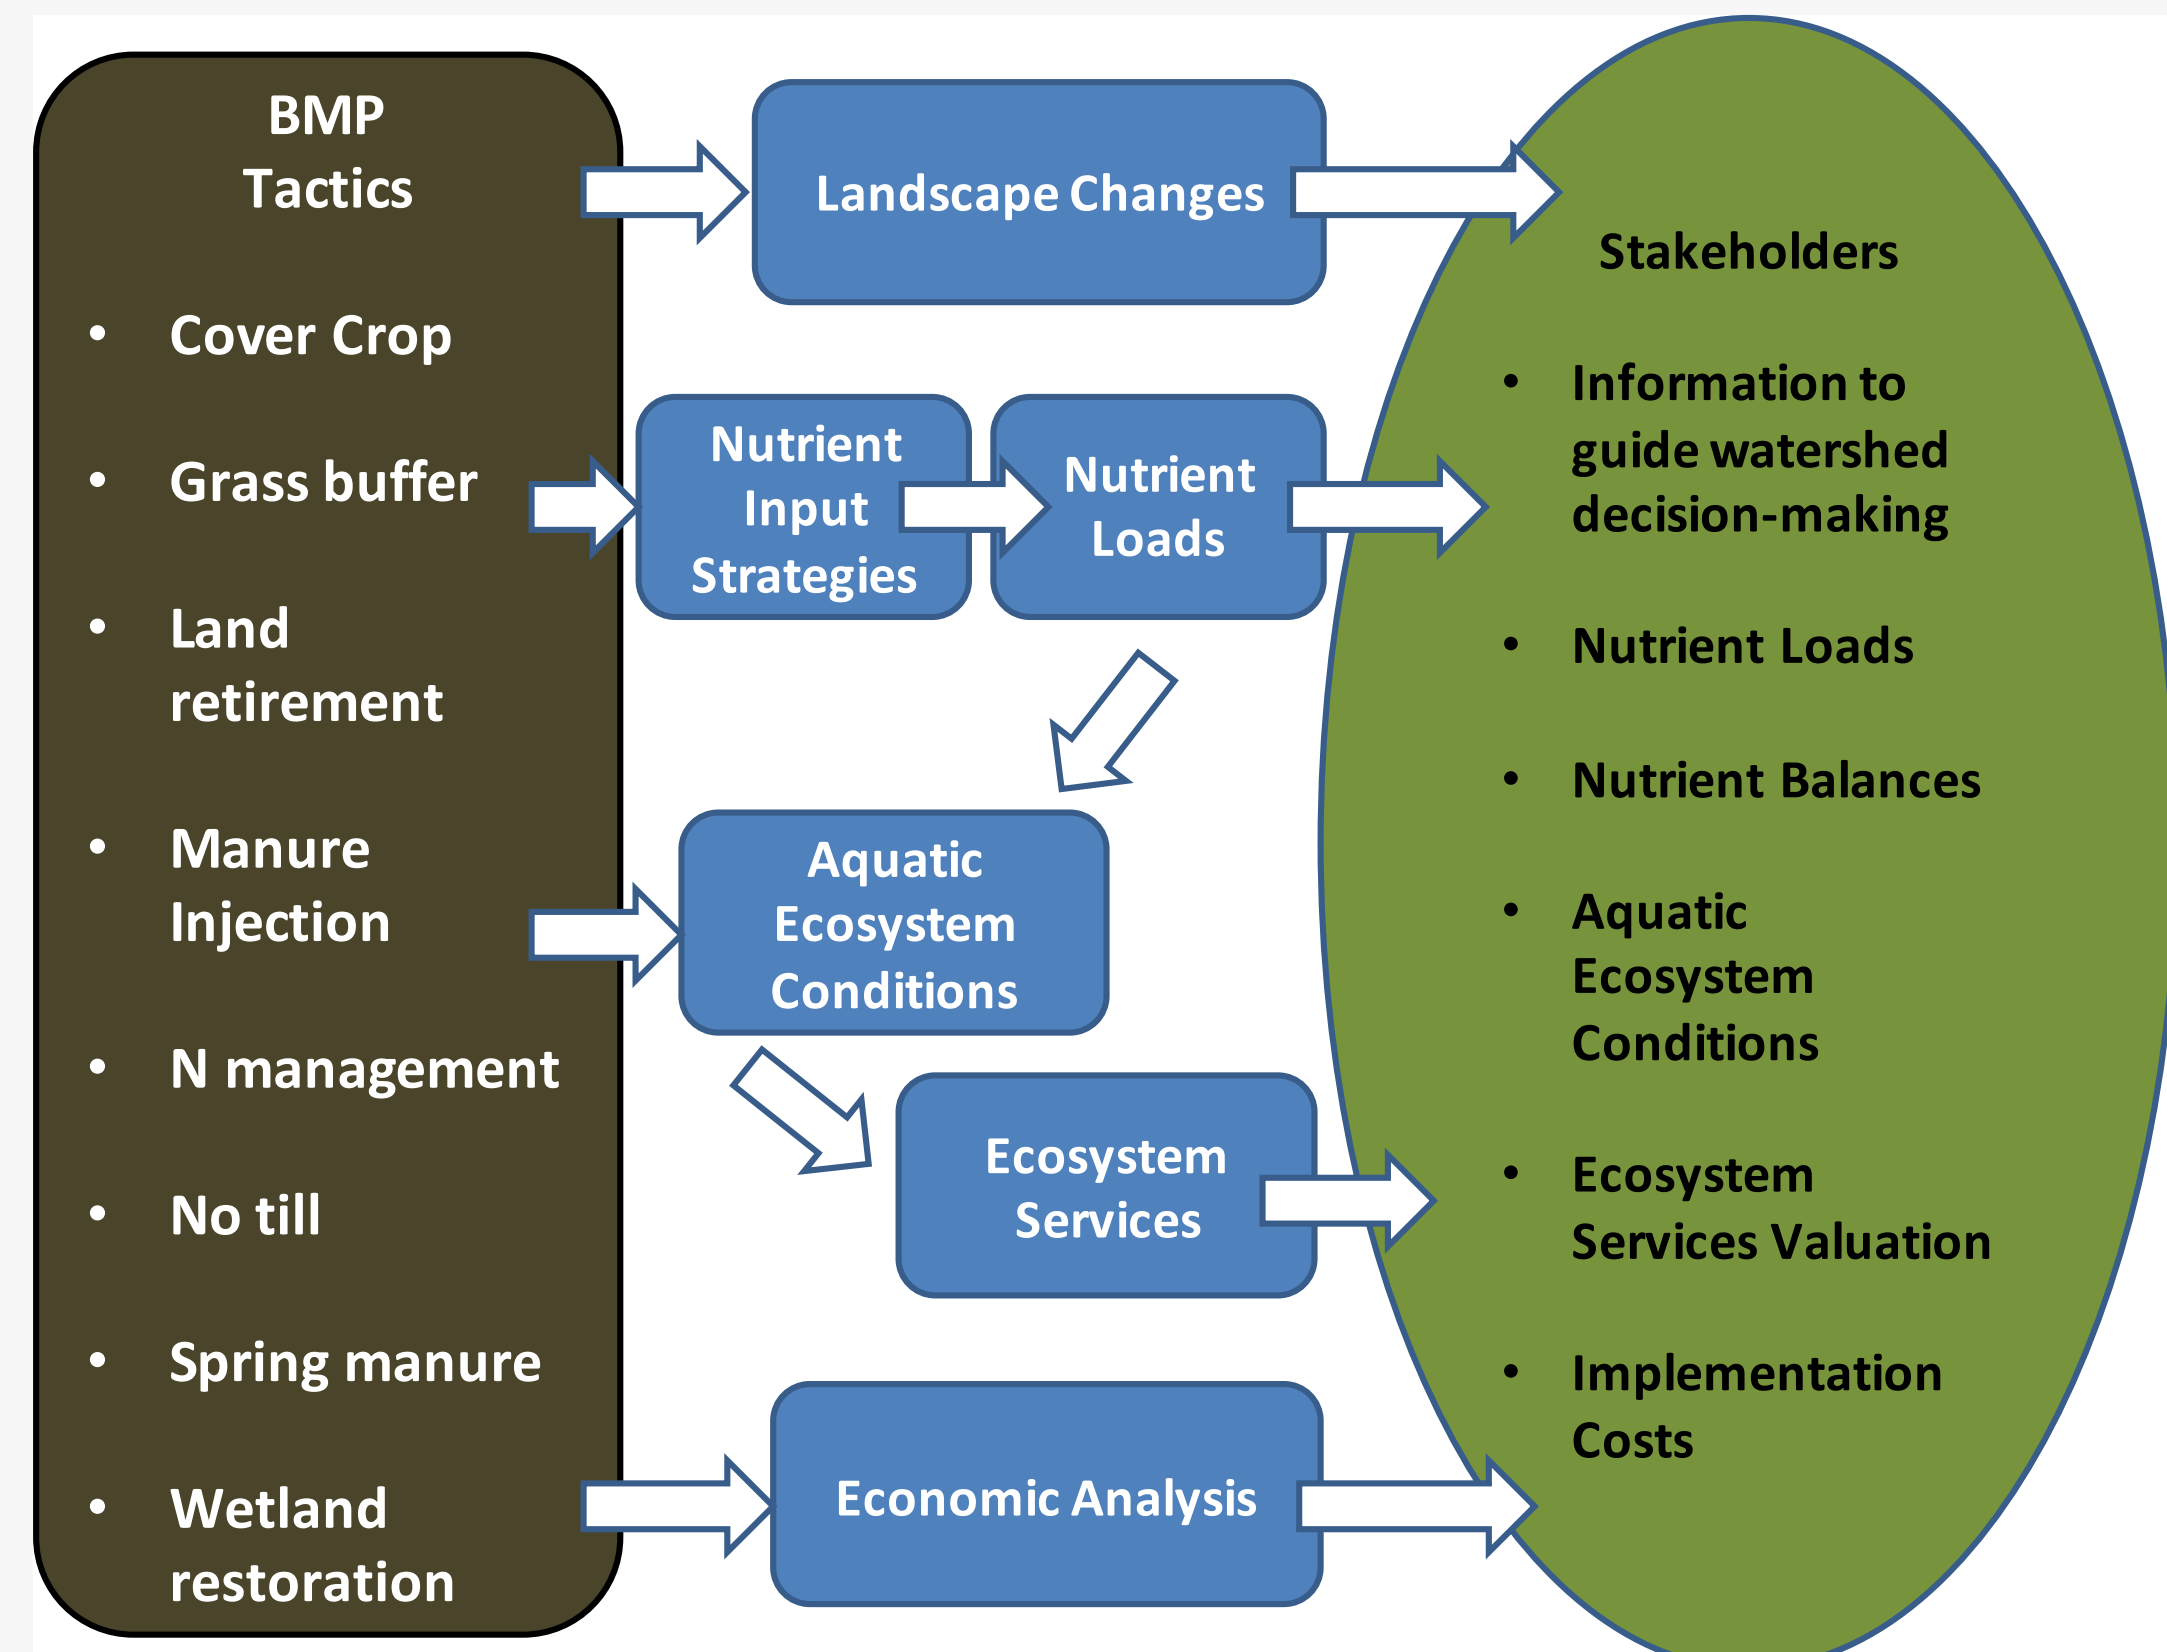 BMP
Tactics
• Cover Crop
• Grass buffer
• Land
retirement
• Manure
Injection
• N management
• No till
• Spring manure
• Wetland
restoration
Landscape Changes
Nutrient
Input
Strategies
Nutrient
Loads
Aquatic
Ecosystem
Conditions
Ecosystem
Services
Economic Analysis
Stakeholders
• Information to
guide watershed
decision-making
• Nutrient Loads
• Nutrient Balances
• Aquatic
Ecosystem
Conditions
• Ecosystem
Services Valuation
• Implementation
Costs